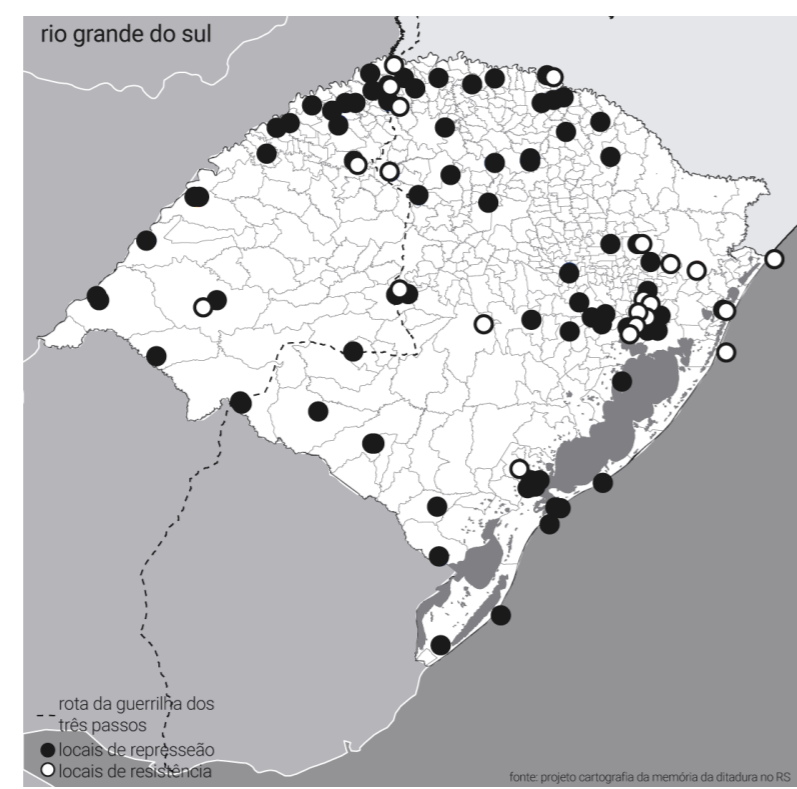 rio grande do sul
rota da guerrilha dos
três passos
locais de represseão
locais de resistência
fonte: projeto cartografia da memória da ditadura no RS